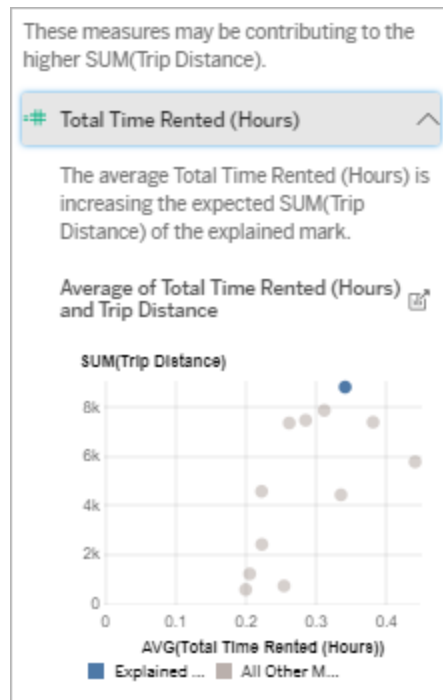 These measures may be contributing to the
higher SUM(Trip Distance).
Total Time Rented (Hours)
The average Total Time Rented (Hours) is
increasing the expected SUM(Trip
Distance) of the explained mark.
Average of Total Time Rented (Hours)
and Trip Distance
SUM(Trip Distance)
8k
6k
4k
2k
0
0 0.1 0.2 0.3 0.4
AVG(Total Time Rented (Hours))
Explained ... All Other M...